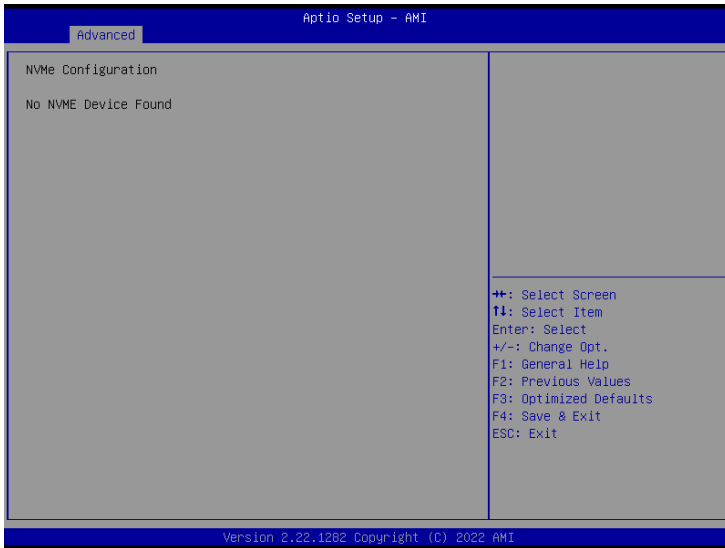 Aptio Setup – AMI
Advanced
NVMe Configuration
No NVME Device Found
→←: Select Screen
↑↓: Select Item
Enter: Select
+/-: Change Opt.
F1: General Help
F2: Previous Values
F3: Optimized Defaults
F4: Save & Exit
ESC: Exit
Version 2.22.1282 Copyright (C) 2022 AMI